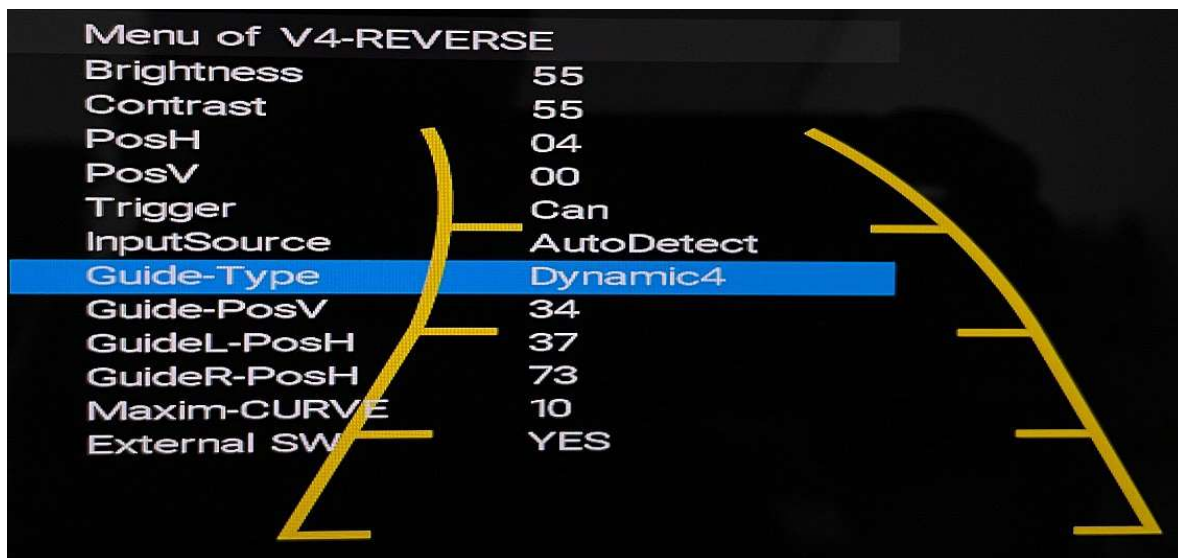 Menu of V4-REVERSE
Brightness 55
Contrast 55
PosH 04
PosV 00
Trigger Can
InputSource AutoDetect
Guide-Type Dynamic4
Guide-PosV 34
GuideL-PosH 37
GuideR-PosH 73
Maxim-CURVE 10
External SW YES